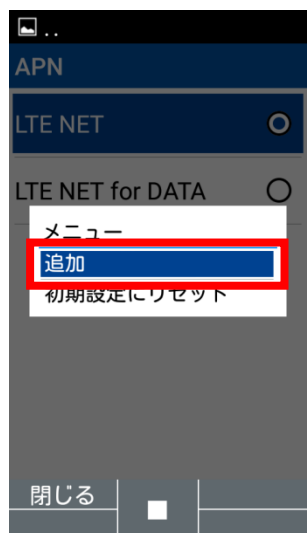 ..
APN
LTE NET
LTE NET for DATA
メニュー
追加
初期設定にリセット
閉じる